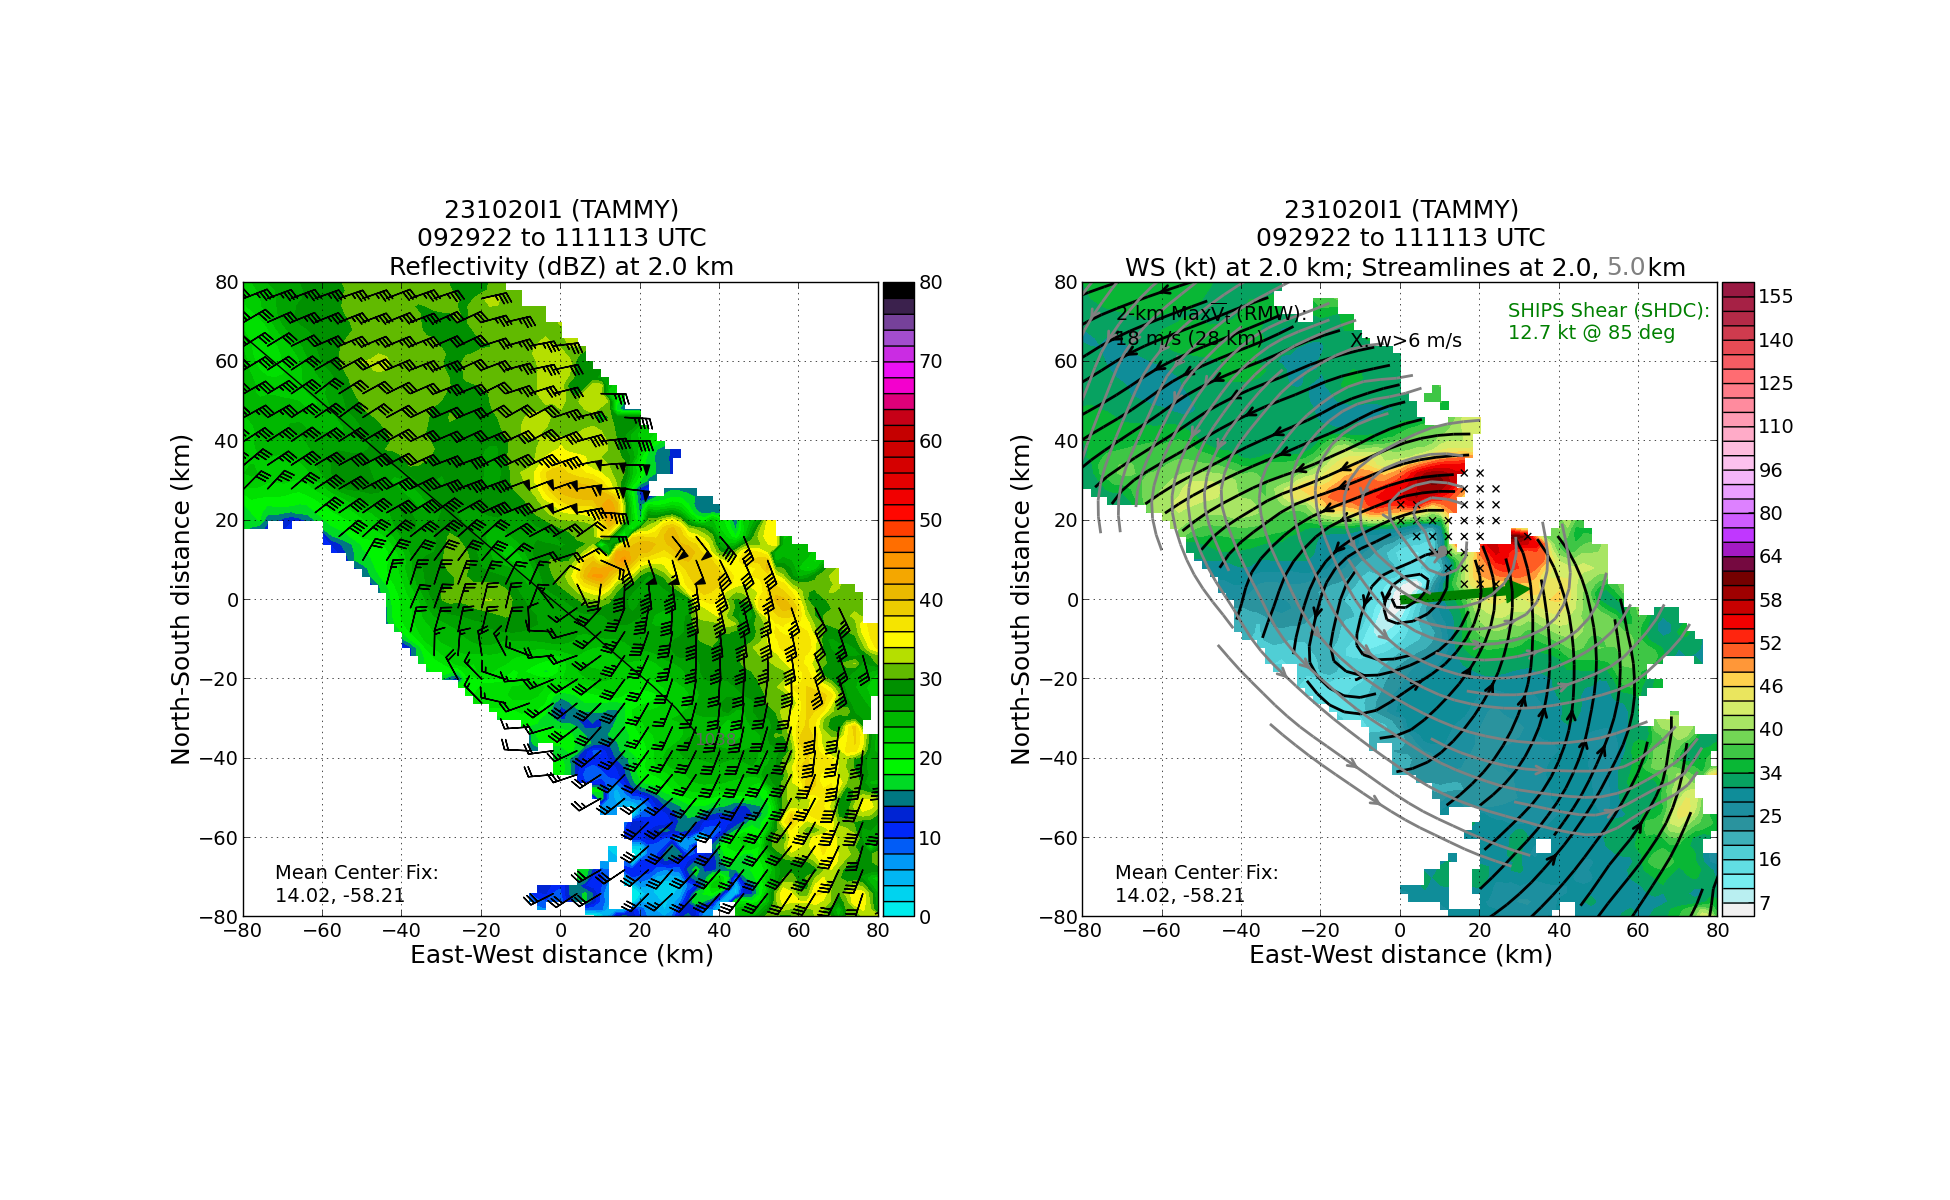 231020I1 (TAMMY)
092922 to 111113 UTC
Reflectivity (dBZ) at 2.0 km
80
60
40
20
0
−20
−40
−60
−80
−80 −60 −40 −20 0 20 40 60 80
North-South distance (km)
East-West distance (km)
Mean Center Fix:
14.02, -58.21
80
70
60
50
40
30
20
10
0
231020I1 (TAMMY)
092922 to 111113 UTC
WS (kt) at 2.0 km; Streamlines at 2.0, 5.0 km
2-km MaxV̅t (RMW):
18 m/s (28 km)
X: w>6 m/s
SHIPS Shear (SHDC):
12.7 kt @ 85 deg
80
60
40
20
0
−20
−40
−60
−80
−80 −60 −40 −20 0 20 40 60 80
North-South distance (km)
East-West distance (km)
Mean Center Fix:
14.02, -58.21
155
140
125
110
96
80
64
58
52
46
40
34
25
16
7